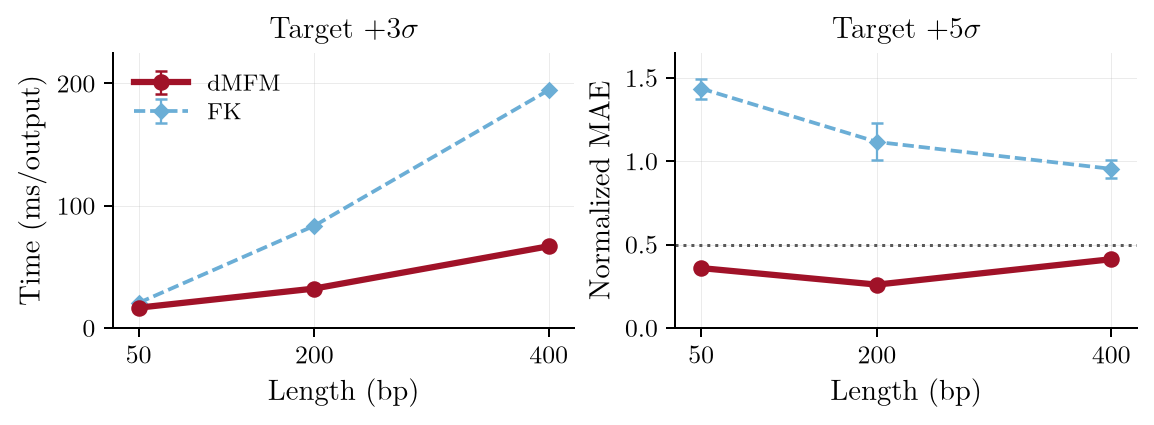 Target +3σ
Time (ms/output)
200
100
0
dMFM
FK
50
200
400
Length (bp)
Target +5σ
Normalized MAE
1.5
1.0
0.5
0.0
50
200
400
Length (bp)